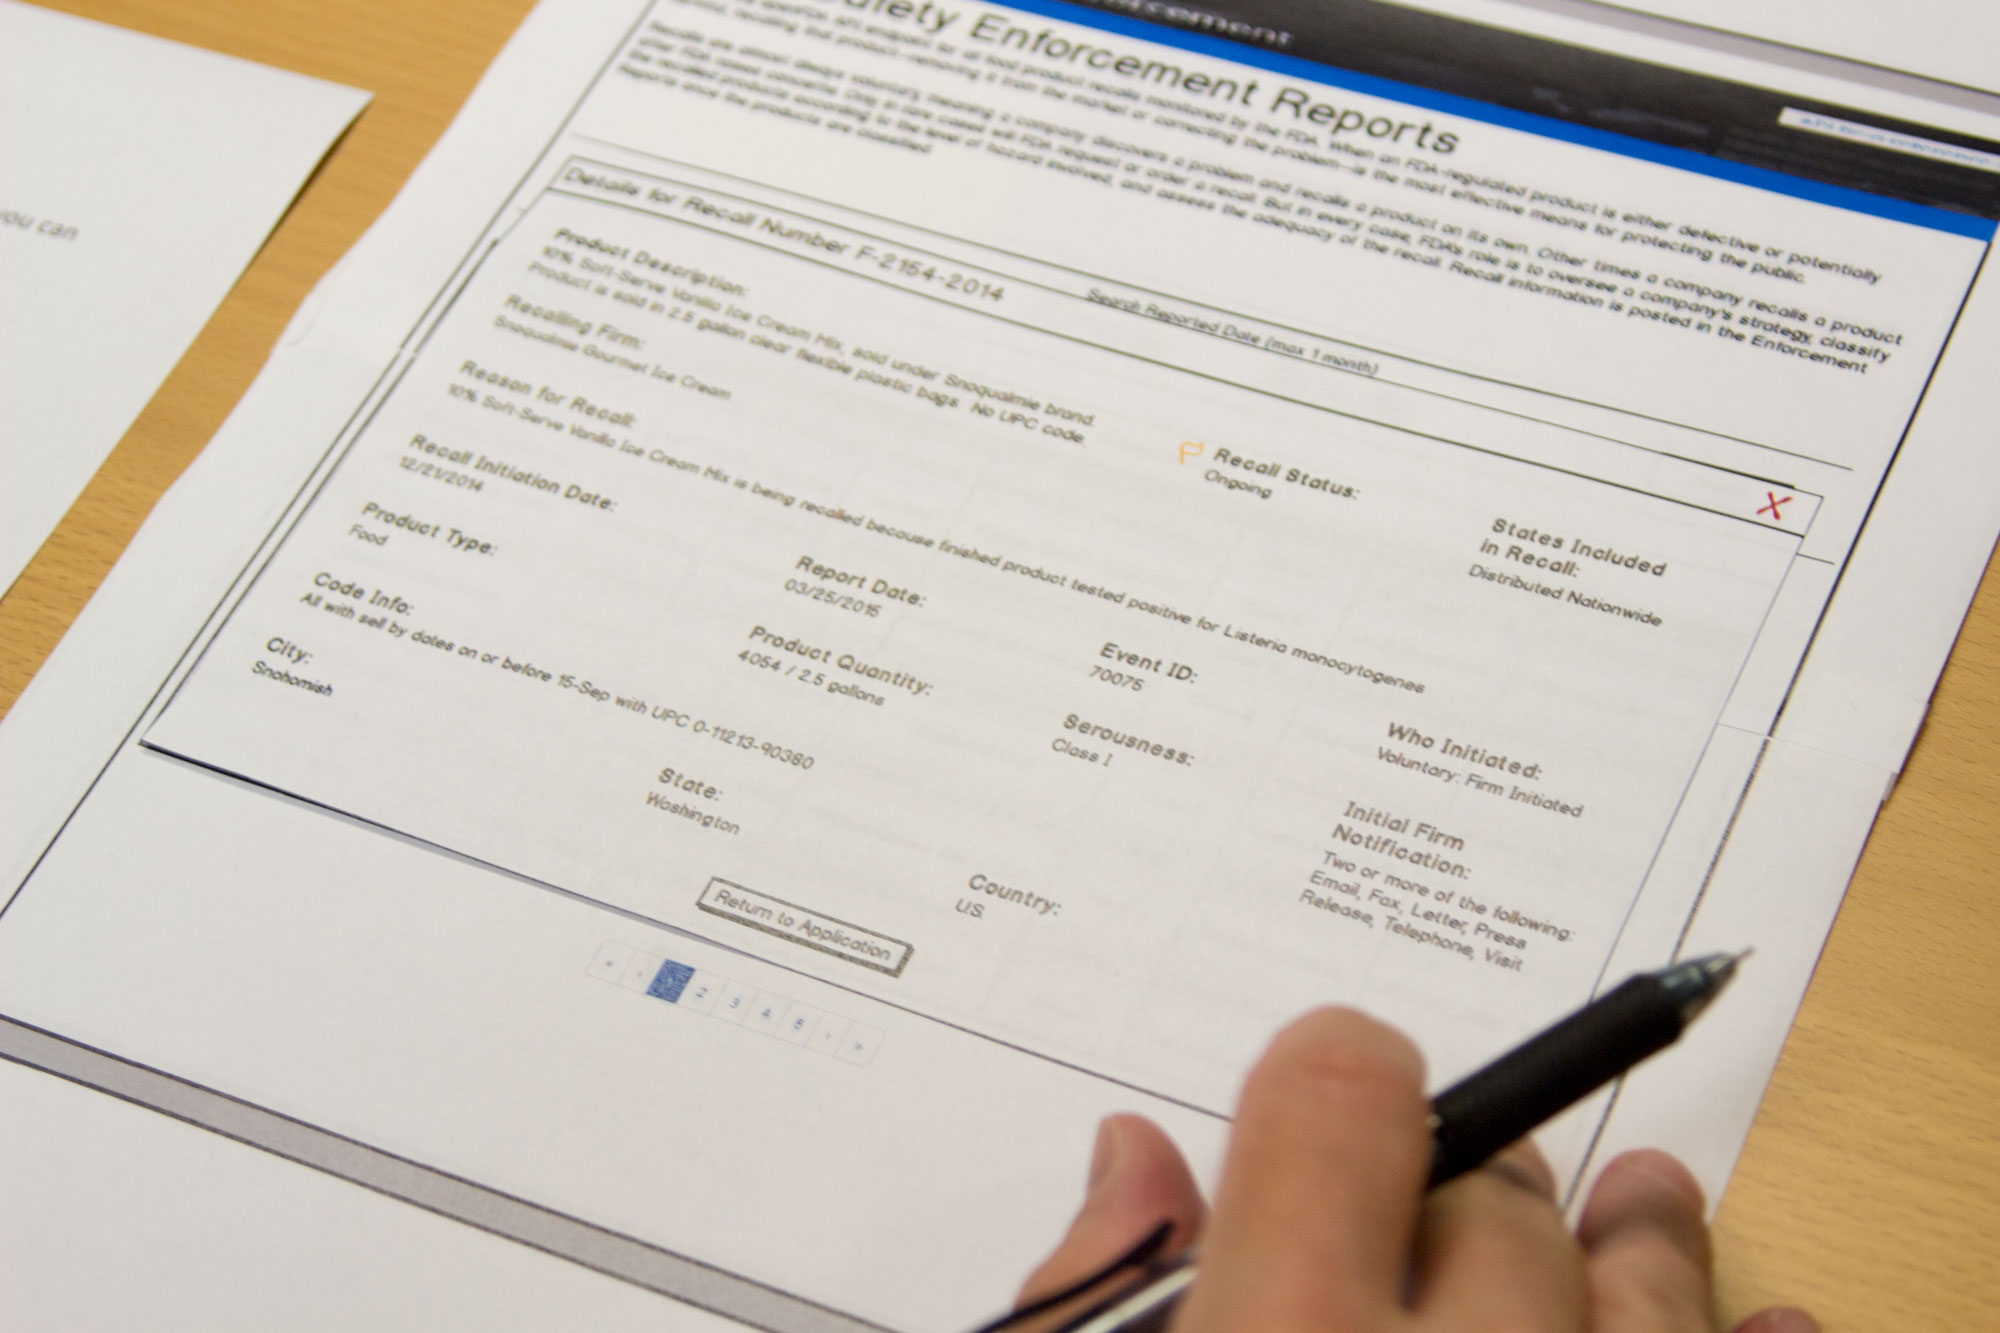 you can
Safety Enforcement Reports
the openFDA API endpoint for all food product recalls monitored by the FDA. When an FDA-regulated product is either defective or potentially
harmful, recalling that product—removing it from the market or correcting the problem—is the most effective means for protecting the public.
Recalls are almost always voluntary, meaning a company discovers a problem and recalls a product on its own. Other times a company recalls a product
after FDA raises concerns. Only in rare cases will FDA request or order a recall. But in every case, FDA's role is to oversee a company's strategy, classify
the recalled products according to the level of hazard involved, and assess the adequacy of the recall. Recall information is posted in the Enforcement
Reports once the products are classified.
Search Reported Date (max 1 month)
Details for Recall Number F-2154-2014
X
Product Description:
10% Soft-Serve Vanilla Ice Cream Mix, sold under Snoqualmie brand.
Product is sold in 2.5 gallon clear flexible plastic bags. No UPC code.
Recall Status:
Ongoing
States Included
in Recall:
Distributed Nationwide
Recalling Firm:
Snoqualmie Gourmet Ice Cream
Reason for Recall:
10% Soft-Serve Vanilla Ice Cream Mix is being recalled because finished product tested positive for Listeria monocytogenes
Recall Initiation Date:
12/21/2014
Report Date:
03/25/2015
Event ID:
70075
Who Initiated:
Voluntary: Firm Initiated
Product Type:
Food
Product Quantity:
4054 / 2.5 gallons
Serousness:
Class I
Initial Firm
Notification:
Two or more of the following:
Email, Fax, Letter, Press
Release, Telephone, Visit
Code Info:
All with sell by dates on or before 15-Sep with UPC 0-11213-90380
City:
Snohomish
State:
Washington
Country:
U.S.
Return to Application
« ‹ 1 2 3 4 5 › »